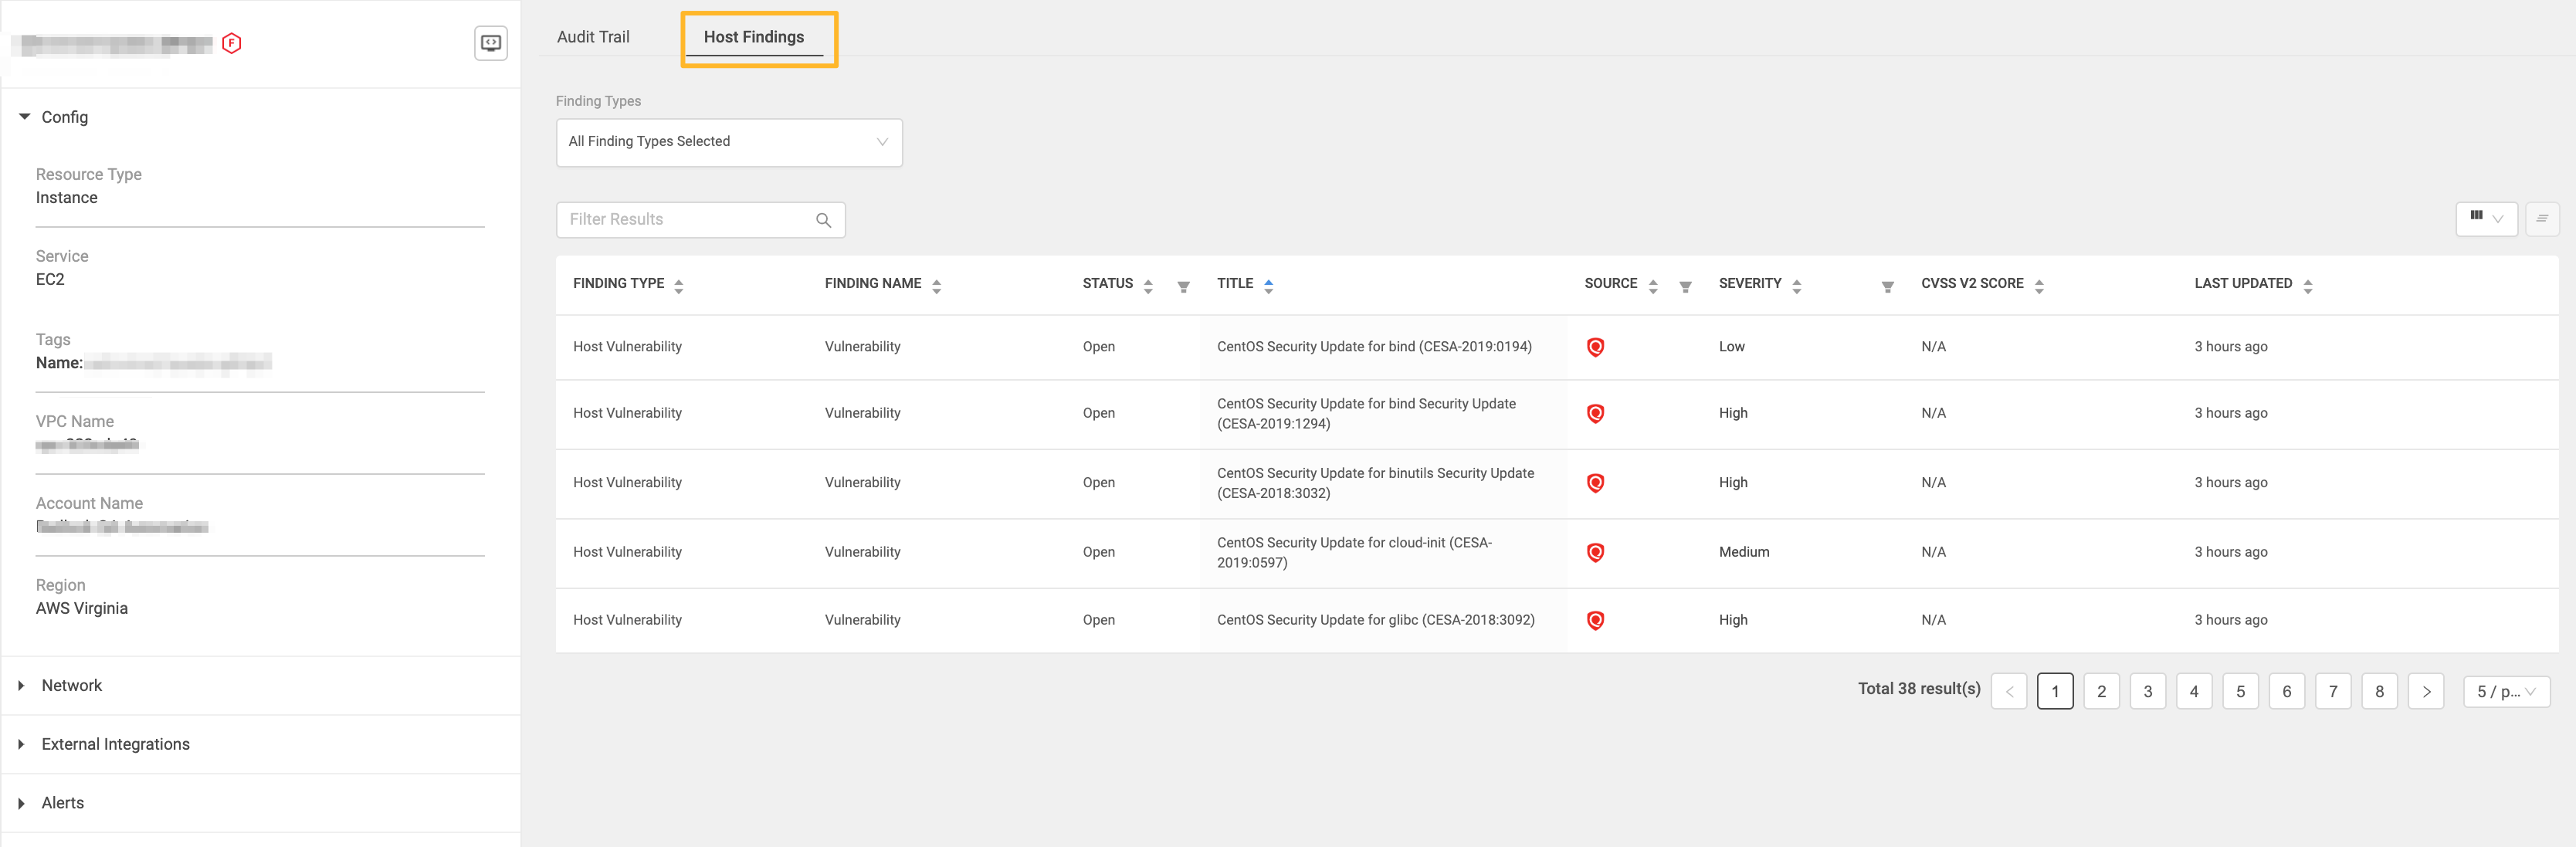 F
Config
Resource Type
Instance
Service
EC2
Tags
Name:
VPC Name
Account Name
Region
AWS Virginia
Network
External Integrations
Alerts
Audit Trail
Host Findings
Finding Types
All Finding Types Selected
Filter Results
FINDING TYPE FINDING NAME STATUS TITLE SOURCE SEVERITY CVSS V2 SCORE LAST UPDATED
Host Vulnerability Vulnerability Open CentOS Security Update for bind (CESA-2019:0194) Low N/A 3 hours ago
Host Vulnerability Vulnerability Open CentOS Security Update for bind Security Update
(CESA-2019:1294) High N/A 3 hours ago
Host Vulnerability Vulnerability Open CentOS Security Update for binutils Security Update
(CESA-2018:3032) High N/A 3 hours ago
Host Vulnerability Vulnerability Open CentOS Security Update for cloud-init (CESA-
2019:0597) Medium N/A 3 hours ago
Host Vulnerability Vulnerability Open CentOS Security Update for glibc (CESA-2018:3092) High N/A 3 hours ago
Total 38 result(s) < 1 2 3 4 5 6 7 8 > 5 / p...